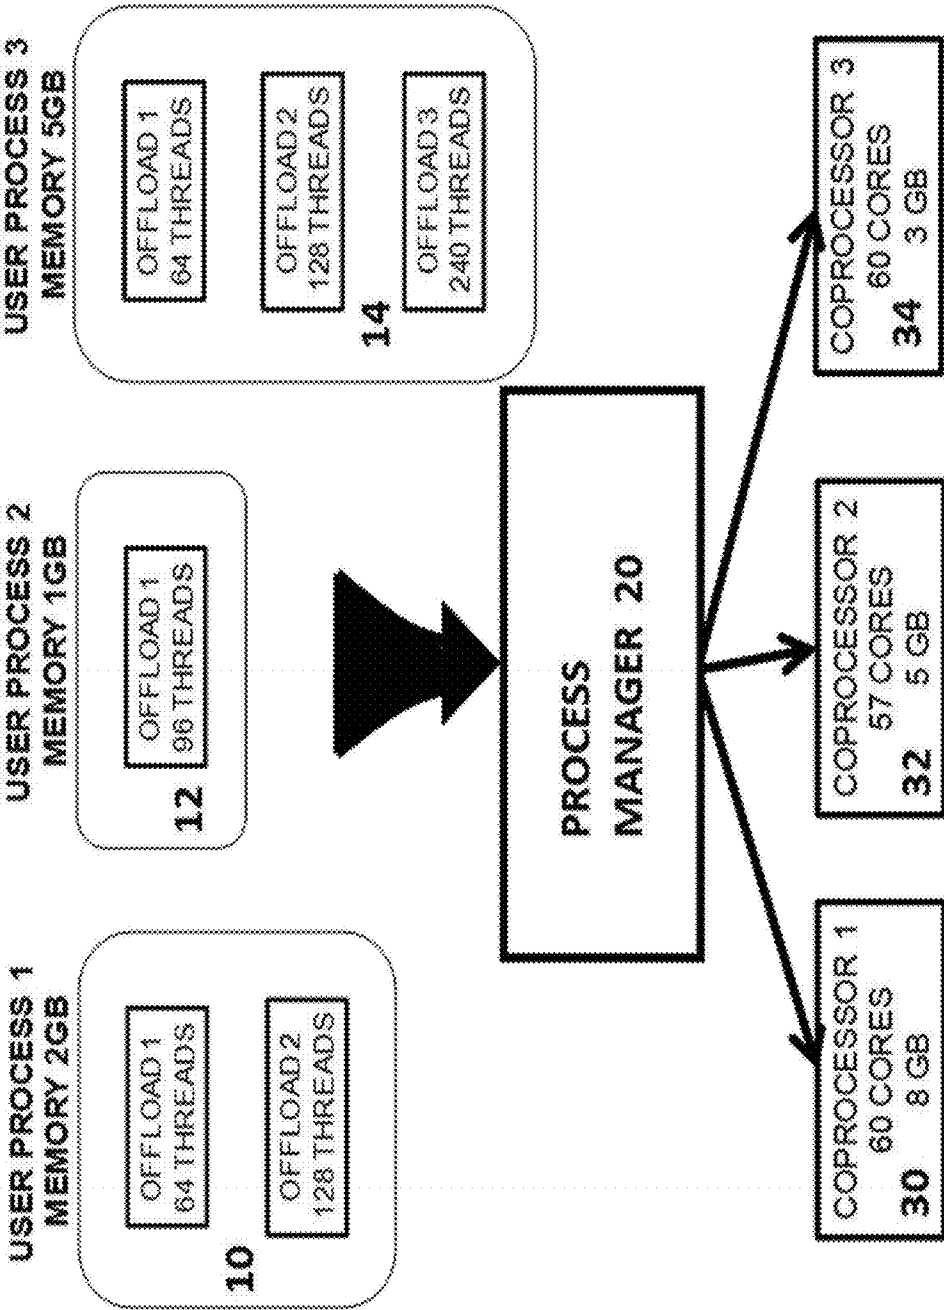 USER PROCESS 1
MEMORY 2GB
OFFLOAD 1
64 THREADS
OFFLOAD 2
128 THREADS
10
USER PROCESS 2
MEMORY 1GB
OFFLOAD 1
96 THREADS
12
USER PROCESS 3
MEMORY 5GB
OFFLOAD 1
64 THREADS
OFFLOAD 2
128 THREADS
OFFLOAD 3
240 THREADS
14
PROCESS
MANAGER 20
COPROCESSOR 1
60 CORES
8 GB
30
COPROCESSOR 2
57 CORES
5 GB
32
COPROCESSOR 3
60 CORES
3 GB
34